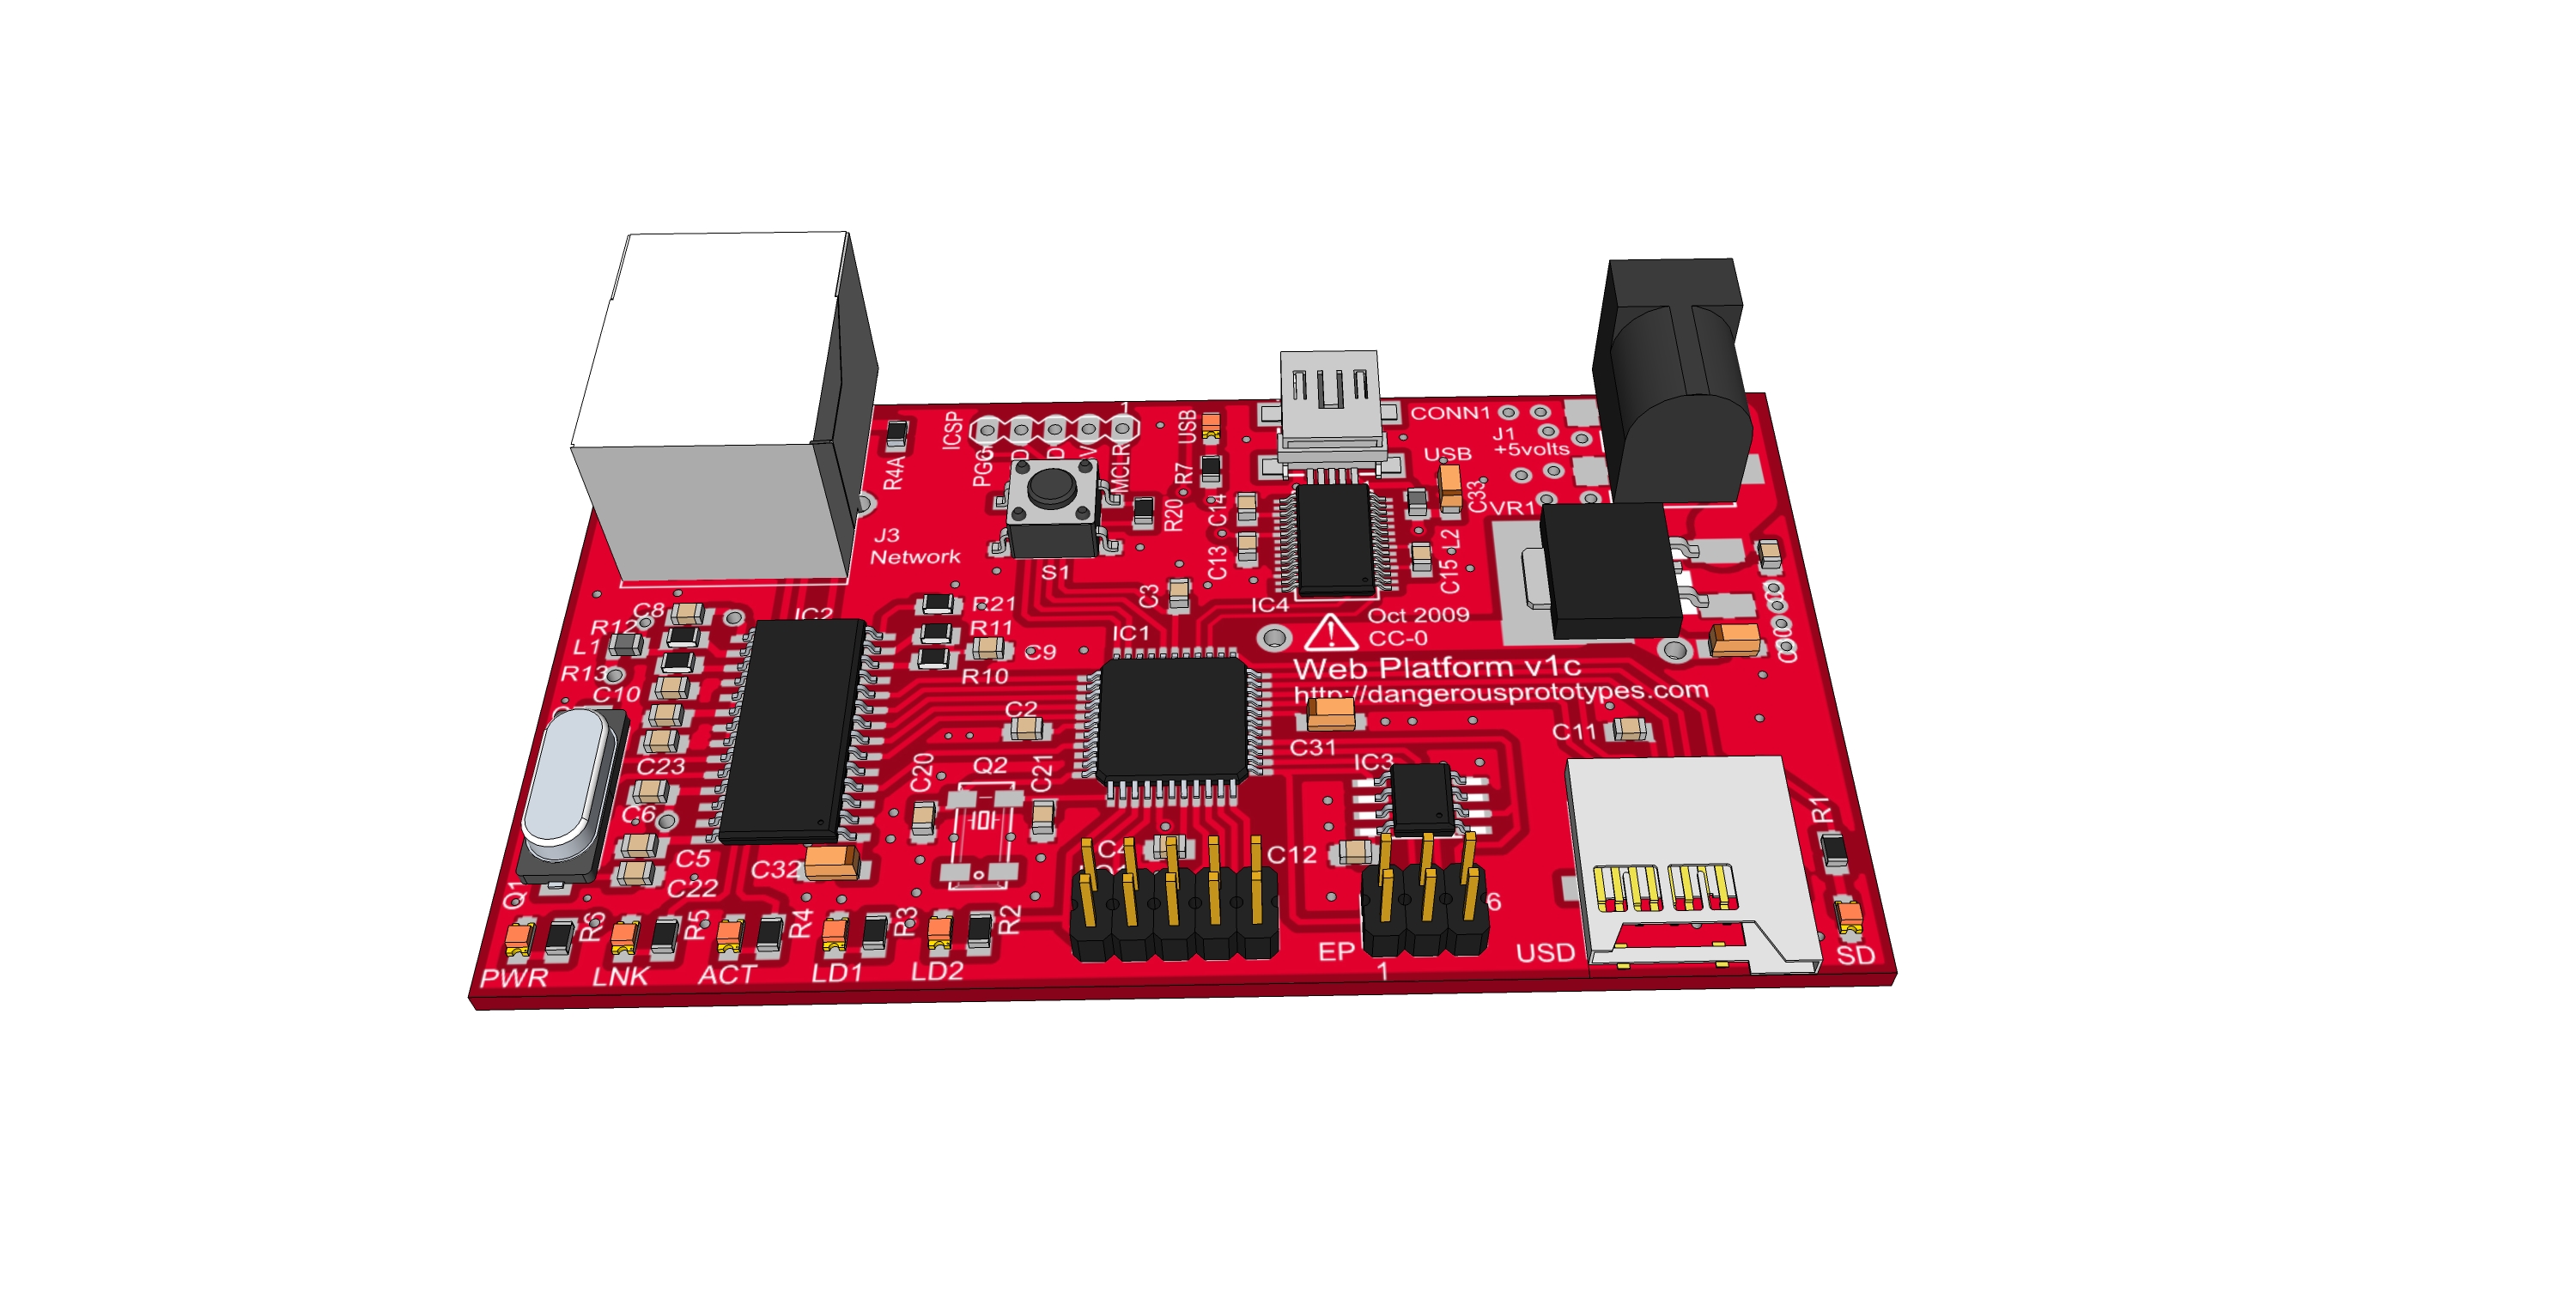 ICSP
1
USB
CONN1
J1
+5volts
R4A
MCLR
R7
USB
C14
R20
C33
VR1
J3
Network
S1
C13
C15
L2
C3
IC4
Oct 2009
CC-0
C8
R12
L1
R13
C10
IC2
R21
R11
C9
R10
IC1
Web Platform v1c
http://dangerousprototypes.com
C2
C31
C11
C23
C20
Q2
C21
IC3
C6
C5
C32
C22
C12
R1
Q1
6
R6
R5
R4
R3
R2
EP
1
USD
SD
PWR
LNK
ACT
LD1
LD2